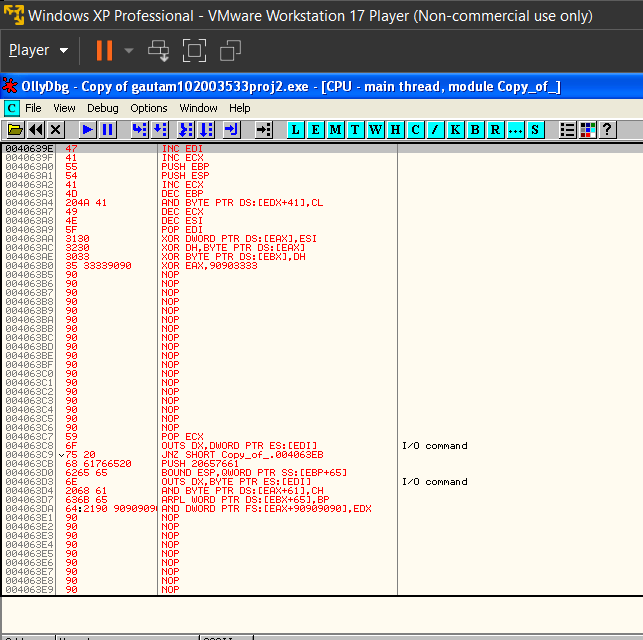 Windows XP Professional - VMware Workstation 17 Player (Non-commercial use only)
Player
OllyDbg - Copy of gautam102003533proj2.exe - [CPU - main thread, module Copy_of_]
C File View Debug Options Window Help
L E M T W H C / K B R ... S ?
0040639E 47 INC EDI
0040639F 41 INC ECX
004063A0 55 PUSH EBP
004063A1 54 PUSH ESP
004063A2 41 INC ECX
004063A3 4D DEC EBP
004063A4 204A 41 AND BYTE PTR DS:[EDX+41],CL
004063A7 49 DEC ECX
004063A8 4E DEC ESI
004063A9 5F POP EDI
004063AA 3130 XOR DWORD PTR DS:[EAX],ESI
004063AC 3230 XOR DH,BYTE PTR DS:[EAX]
004063AE 3033 XOR BYTE PTR DS:[EBX],DH
004063B0 35 33339090 XOR EAX,90903333
004063B5 90 NOP
004063B6 90 NOP
004063B7 90 NOP
004063B8 90 NOP
004063B9 90 NOP
004063BA 90 NOP
004063BB 90 NOP
004063BC 90 NOP
004063BD 90 NOP
004063BE 90 NOP
004063BF 90 NOP
004063C0 90 NOP
004063C1 90 NOP
004063C2 90 NOP
004063C3 90 NOP
004063C4 90 NOP
004063C5 90 NOP
004063C6 90 NOP
004063C7 59 POP ECX
004063C8 6F OUTS DX,DWORD PTR ES:[EDI] I/O command
004063C9 75 20 JNZ SHORT Copy_of_.004063EB
004063CB 68 61766520 PUSH 20657661
004063D0 6265 65 BOUND ESP,QWORD PTR SS:[EBP+65]
004063D3 6E OUTS DX,BYTE PTR ES:[EDI] I/O command
004063D4 2068 61 AND BYTE PTR DS:[EAX+61],CH
004063D7 636B 65 ARPL WORD PTR DS:[EBX+65],BP
004063DA 64:2190 9090909 AND DWORD PTR FS:[EAX+90909090],EDX
004063E1 90 NOP
004063E2 90 NOP
004063E3 90 NOP
004063E4 90 NOP
004063E5 90 NOP
004063E6 90 NOP
004063E7 90 NOP
004063E8 90 NOP
004063E9 90 NOP